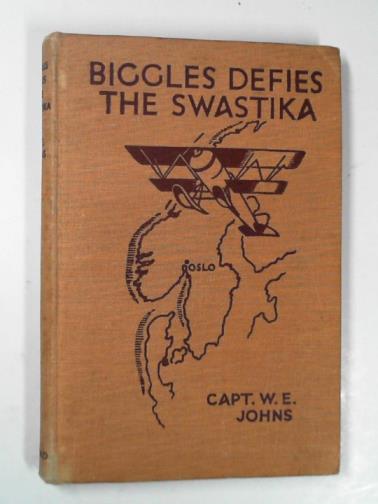 BIGGLES DEFIES
THE SWASTIKA
OSLO
CAPT. W. E.
JOHNS